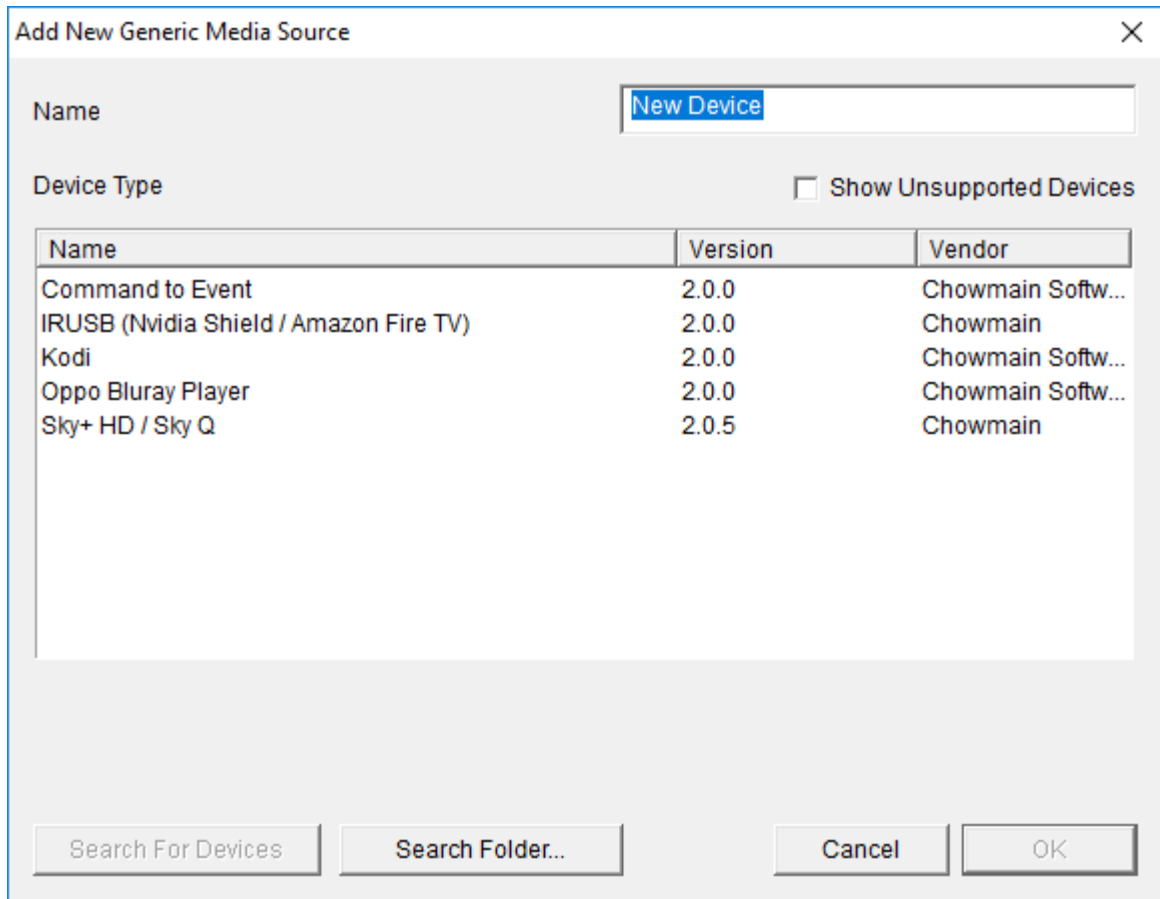 Add New Generic Media Source
Name New Device
Device Type Show Unsupported Devices
Name Version Vendor
Command to Event 2.0.0 Chowmain Softw...
IRUSB (Nvidia Shield / Amazon Fire TV) 2.0.0 Chowmain
Kodi 2.0.0 Chowmain Softw...
Oppo Bluray Player 2.0.0 Chowmain Softw...
Sky+ HD / Sky Q 2.0.5 Chowmain
Search For Devices Search Folder... Cancel OK